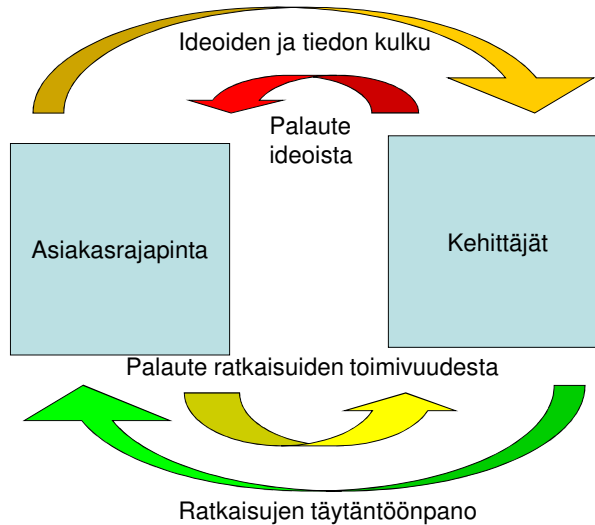 Ideoiden ja tiedon kulku
Palaute
ideoista
Asiakasrajapinta
Kehittäjät
Palaute ratkaisuiden toimivuudesta
Ratkaisujen täytäntöönpano